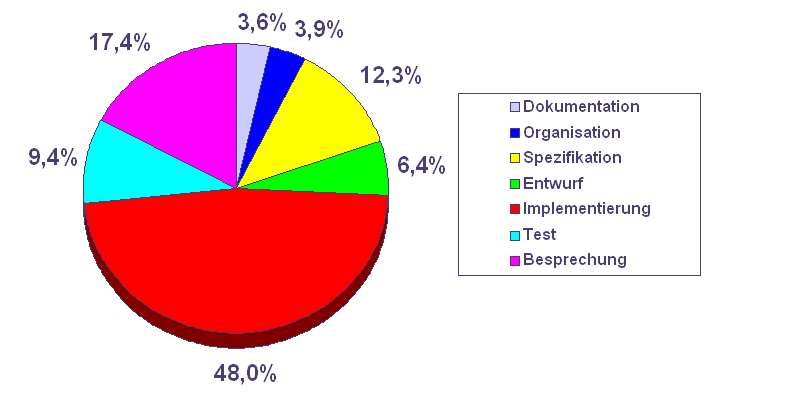 3,6%
3,9%
17,4%
12,3%
9,4%
6,4%
48,0%
Dokumentation
Organisation
Spezifikation
Entwurf
Implementierung
Test
Besprechung